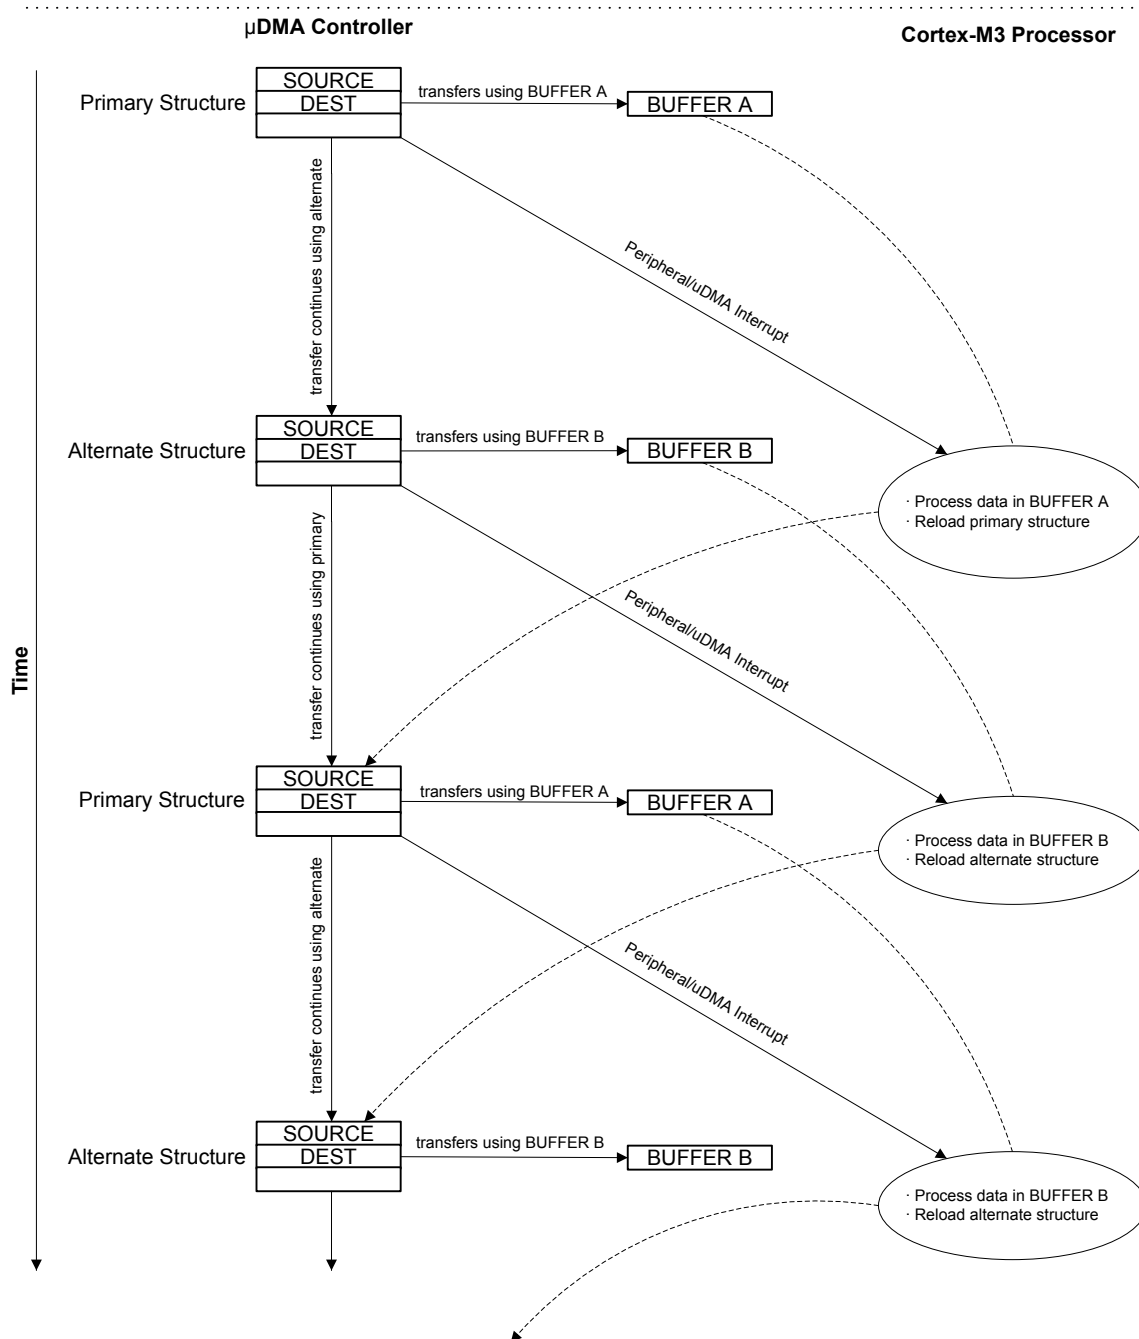 µDMA Controller
Cortex-M3 Processor
SOURCE
Primary Structure
DEST
transfers using BUFFER A
BUFFER A
transfer continues using alternate
Peripheral/uDMA Interrupt
SOURCE
Alternate Structure
DEST
transfers using BUFFER B
BUFFER B
· Process data in BUFFER A
· Reload primary structure
transfer continues using primary
Peripheral/uDMA Interrupt
Time
SOURCE
Primary Structure
DEST
transfers using BUFFER A
BUFFER A
· Process data in BUFFER B
· Reload alternate structure
transfer continues using alternate
Peripheral/uDMA Interrupt
SOURCE
Alternate Structure
DEST
transfers using BUFFER B
BUFFER B
· Process data in BUFFER B
· Reload alternate structure